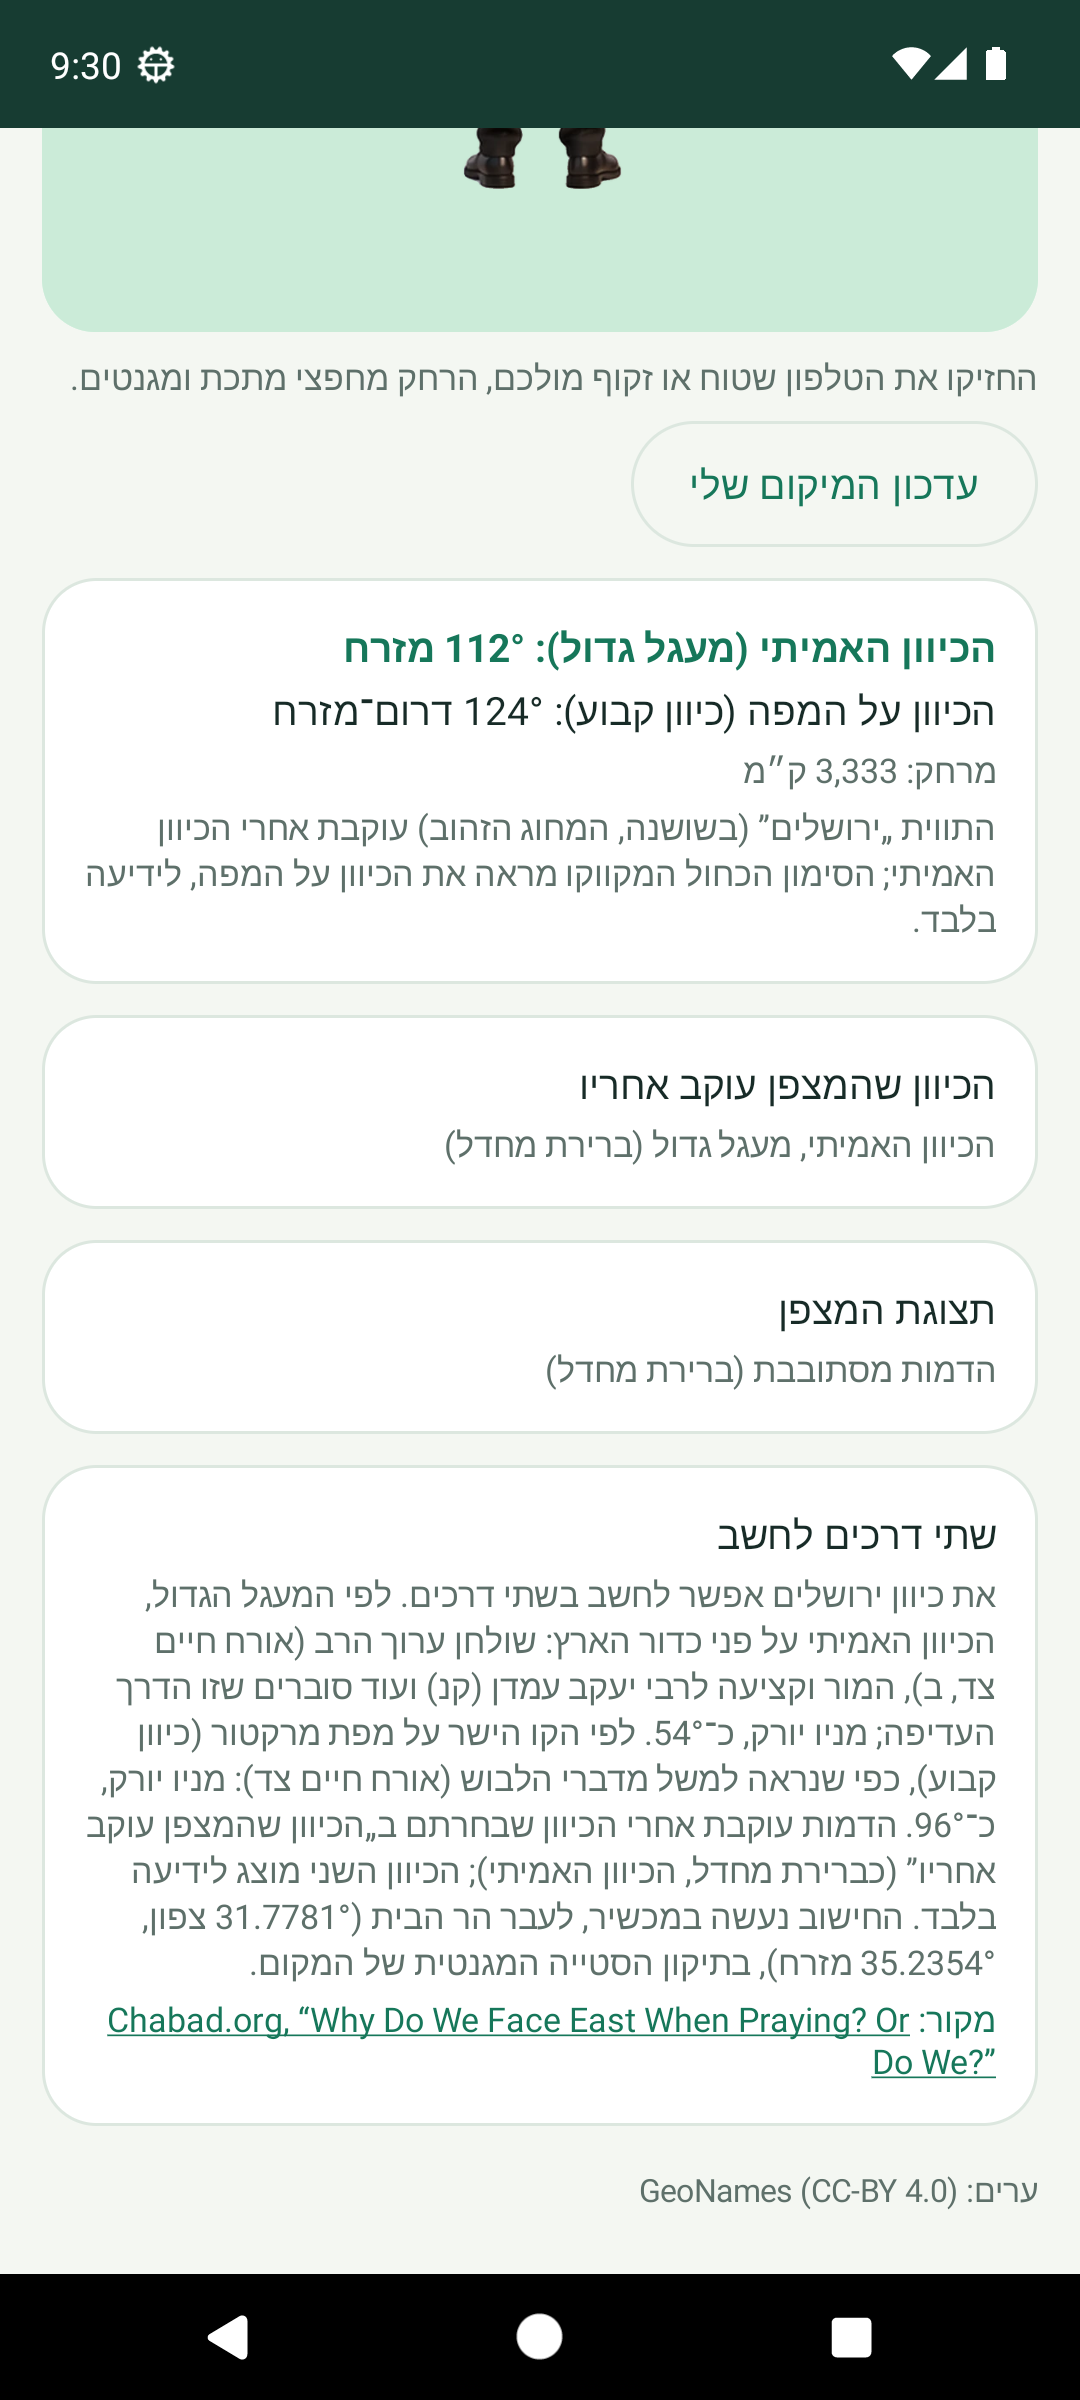 9:30
החזיקו את הטלפון שטוח או זקוף מולכם, הרחק מחפצי מתכת ומגנטים.
עדכון המיקום שלי
הכיוון האמיתי (מעגל גדול): 112° מזרח
הכיוון על המפה (כיוון קבוע): 124° דרום־מזרח
מרחק: 3,333 ק״מ
התווית „ירושלים” (בשושנה, המחוג הזהוב) עוקבת אחרי הכיוון
האמיתי; הסימון הכחול המקווקו מראה את הכיוון על המפה, לידיעה
בלבד.
הכיוון שהמצפן עוקב אחריו
הכיוון האמיתי, מעגל גדול (ברירת מחדל)
תצוגת המצפן
הדמות מסתובבת (ברירת מחדל)
שתי דרכים לחשב
את כיוון ירושלים אפשר לחשב בשתי דרכים. לפי המעגל הגדול,
הכיוון האמיתי על פני כדור הארץ: שולחן ערוך הרב (אורח חיים
צד, ב), המור וקציעה לרבי יעקב עמדן (קנ) ועוד סוברים שזו הדרך
העדיפה; מניו יורק, כ־54°. לפי הקו הישר על מפת מרקטור (כיוון
קבוע), כפי שנראה למשל מדברי הלבוש (אורח חיים צד): מניו יורק,
כ־96°. הדמות עוקבת אחרי הכיוון שבחרתם ב„הכיוון שהמצפן עוקב
אחריו” (כברירת מחדל, הכיוון האמיתי); הכיוון השני מוצג לידיעה
בלבד. החישוב נעשה במכשיר, לעבר הר הבית (31.7781° צפון,
35.2354° מזרח), בתיקון הסטייה המגנטית של המקום.
מקור: Chabad.org, “Why Do We Face East When Praying? Or
Do We?”
ערים: GeoNames (CC-BY 4.0)